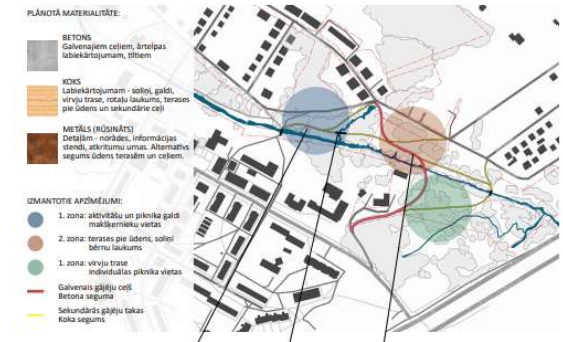 PLĀNOTĀ MATERIALITĀTE:
BETONS
Galvenajiem ceļiem, ārtelpas
labiekārtojumam, tiltiem
KOKS
Labiekārtojumam - soliņi, galdi,
virvju trase, rotaļu laukums, terases
pie ūdens un sekundārie ceļi
METĀLS (RŪSINĀTS)
Detaļām - norādes, informācijas
stendi, atkritumu urnas. Alternatīvs
segums ūdens terasēm un ceļiem.
IZMANTOTIE APZĪMĒJUMI:
1. zona: aktivitāšu un piknika galdi
makšķernieku vietas
2. zona: terases pie ūdens, soliņi
bērnu laukums
1. zona: virvju trase
individuālas piknika vietas
Galvenais gājēju ceļš
Betona seguma
Sekundārās gājēju takas
Koka segums